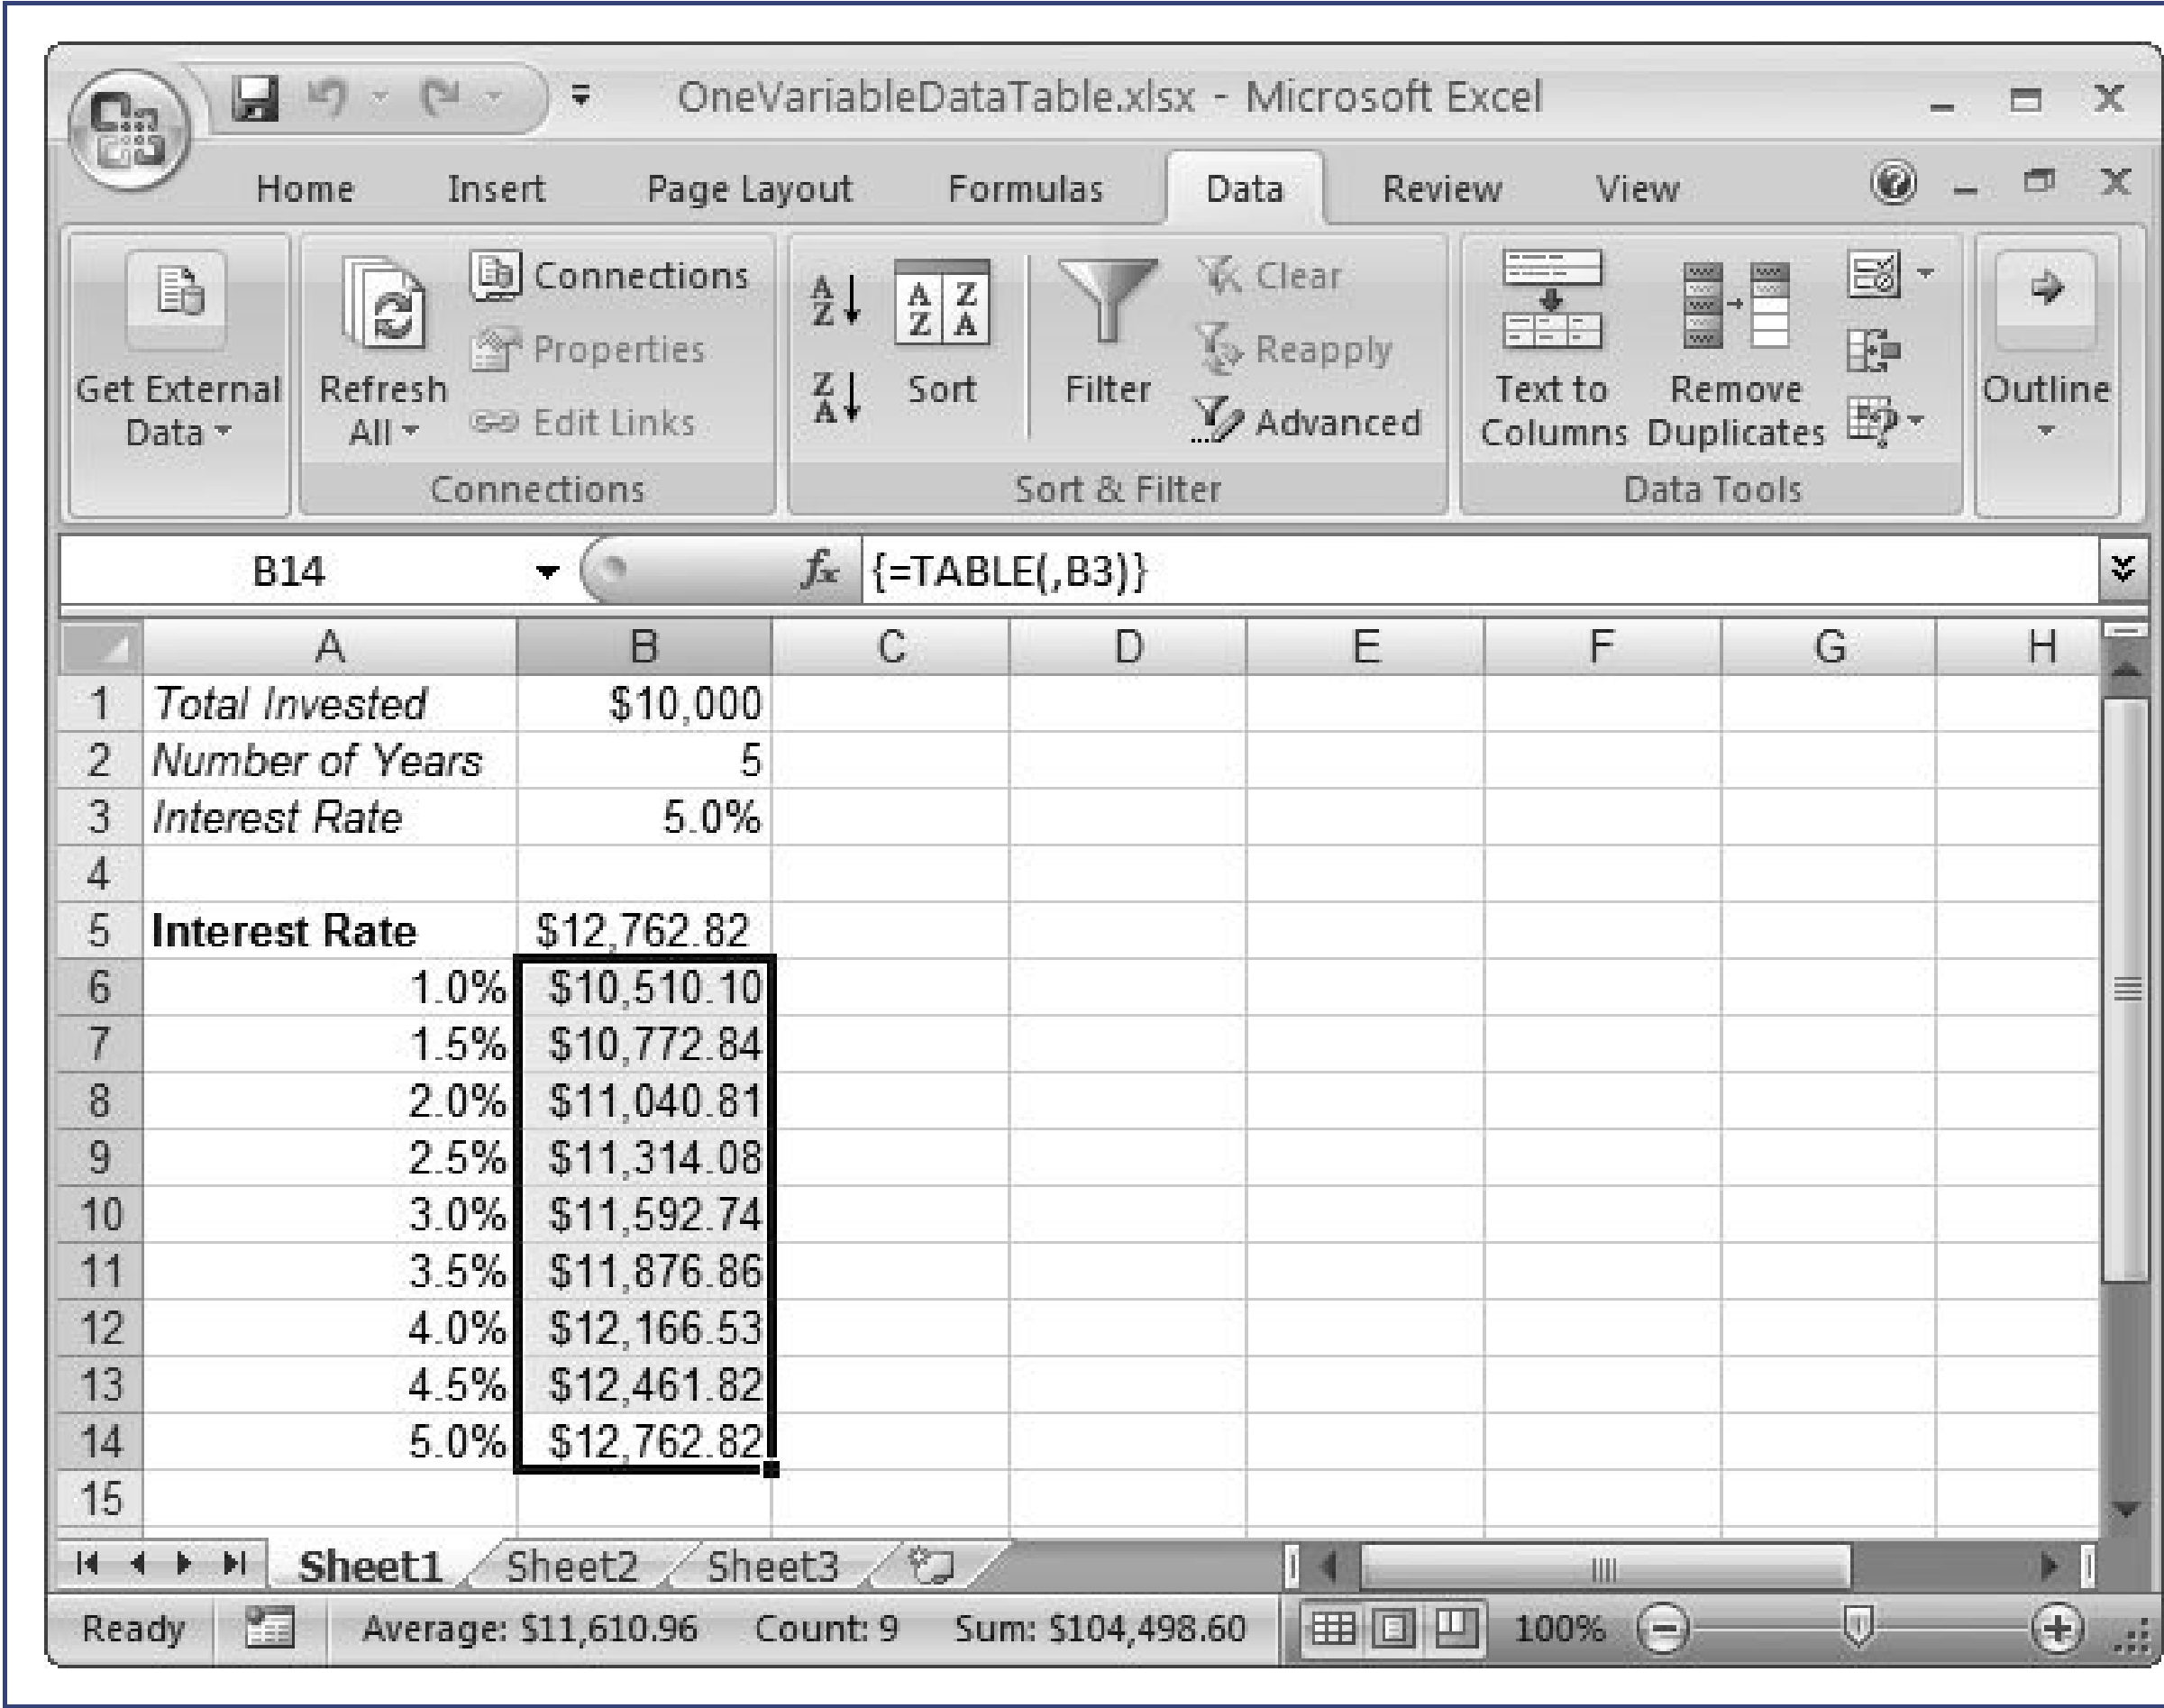 OneVariableDataTable.xlsx - Microsoft Excel
Home Insert Page Layout Formulas Data Review View
Get External Data
Refresh All
Connections
Properties
Edit Links
Connections
A Z
Z A
A Z Z A
Sort
Filter
Clear
Reapply
Advanced
Sort & Filter
Text to Columns
Remove Duplicates
Data Tools
Outline
B14 fx {=TABLE(,B3)}
A B C D E F G H
1 Total Invested $10,000
2 Number of Years 5
3 Interest Rate 5.0%
4
5 Interest Rate $12,762.82
6 1.0% $10,510.10
7 1.5% $10,772.84
8 2.0% $11,040.81
9 2.5% $11,314.08
10 3.0% $11,592.74
11 3.5% $11,876.86
12 4.0% $12,166.53
13 4.5% $12,461.82
14 5.0% $12,762.82
15
Sheet1 Sheet2 Sheet3
Ready Average: $11,610.96 Count: 9 Sum: $104,498.60 100%